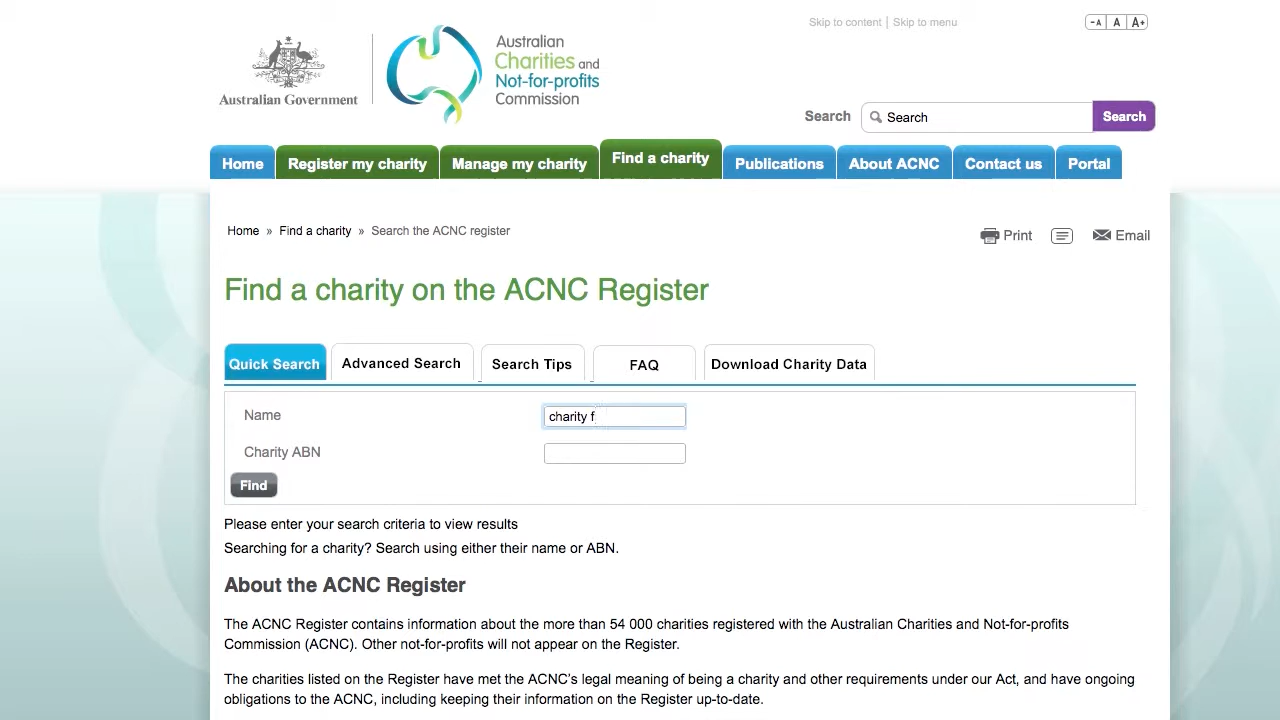 Skip to content | Skip to menu
-A A A+
Australian Government
Australian
Charities and
Not-for-profits
Commission
Search Search Search
Home Register my charity Manage my charity Find a charity Publications About ACNC Contact us Portal
Home » Find a charity » Search the ACNC register
Print Email
Find a charity on the ACNC Register
Quick Search Advanced Search Search Tips FAQ Download Charity Data
Name charity f
Charity ABN
Find
Please enter your search criteria to view results
Searching for a charity? Search using either their name or ABN.
About the ACNC Register
The ACNC Register contains information about the more than 54 000 charities registered with the Australian Charities and Not-for-profits
Commission (ACNC). Other not-for-profits will not appear on the Register.
The charities listed on the Register have met the ACNC's legal meaning of being a charity and other requirements under our Act, and have ongoing
obligations to the ACNC, including keeping their information on the Register up-to-date.